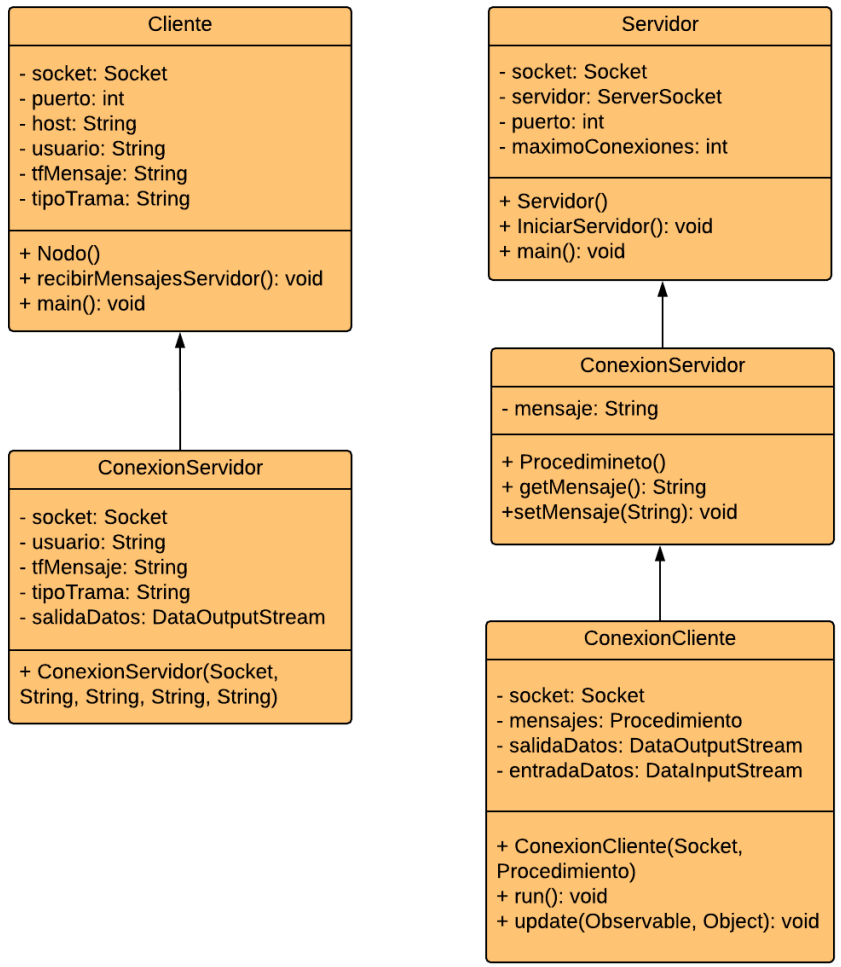 Cliente
- socket: Socket
- puerto: int
- host: String
- usuario: String
- tfMensaje: String
- tipoTrama: String
+ Nodo()
+ recibirMensajesServidor(): void
+ main(): void
ConexionServidor
- socket: Socket
- usuario: String
- tfMensaje: String
- tipoTrama: String
- salidaDatos: DataOutputStream
+ ConexionServidor(Socket,
String, String, String, String)
Servidor
- socket: Socket
- servidor: ServerSocket
- puerto: int
- maximoConexiones: int
+ Servidor()
+ IniciarServidor(): void
+ main(): void
ConexionServidor
- mensaje: String
+ Procedimineto()
+ getMensaje(): String
+setMensaje(String): void
ConexionCliente
- socket: Socket
- mensajes: Procedimiento
- salidaDatos: DataOutputStream
- entradaDatos: DataInputStream
+ ConexionCliente(Socket,
Procedimiento)
+ run(): void
+ update(Observable, Object): void